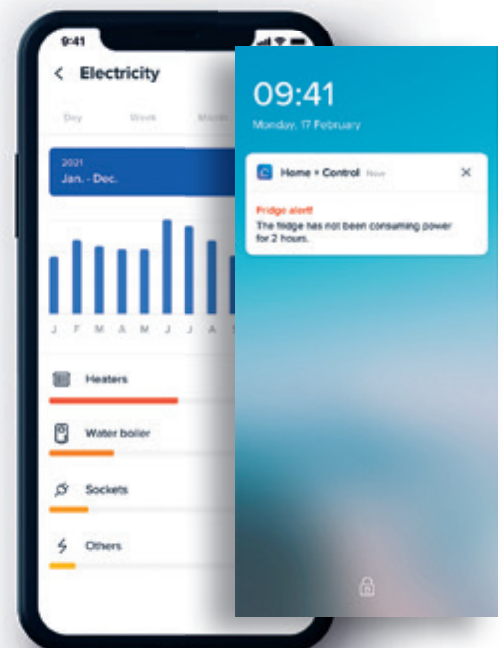 9:41
Electricity
Day Week Month
2021
Jan. - Dec.
J F M A M J J A S
Heaters
Water boiler
Sockets
Others
09:41
Monday, 17 February
Home + Control Now
Fridge alert!
The fridge has not been consuming power
for 2 hours.